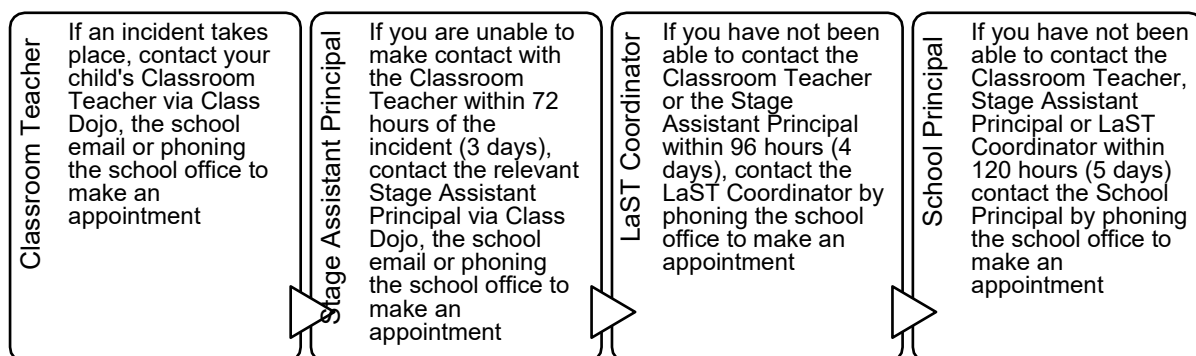 Classroom Teacher
If an incident takes
place, contact your
child's Classroom
Teacher via Class
Dojo, the school
email or phoning
the school office to
make an
appointment
Stage Assistant Principal
If you are unable to
make contact with
the Classroom
Teacher within 72
hours of the
incident (3 days),
contact the relevant
Stage Assistant
Principal via Class
Dojo, the school
email or phoning
the school office to
make an
appointment
LaST Coordinator
If you have not been
able to contact the
Classroom Teacher
or the Stage
Assistant Principal
within 96 hours (4
days), contact the
LaST Coordinator by
phoning the school
office to make an
appointment
School Principal
If you have not been
able to contact the
Classroom Teacher,
Stage Assistant
Principal or LaST
Coordinator within
120 hours (5 days)
contact the School
Principal by phoning
the school office to
make an
appointment